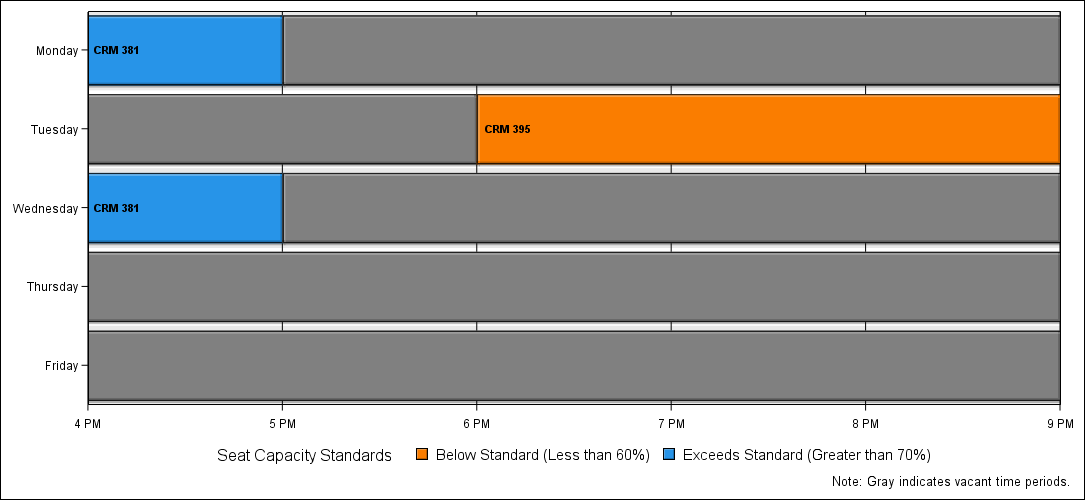 Monday
CRM 381
Tuesday
CRM 395
Wednesday
CRM 381
Thursday
Friday
4 PM 5 PM 6 PM 7 PM 8 PM 9 PM
Seat Capacity Standards Below Standard (Less than 60%) Exceeds Standard (Greater than 70%)
Note: Gray indicates vacant time periods.